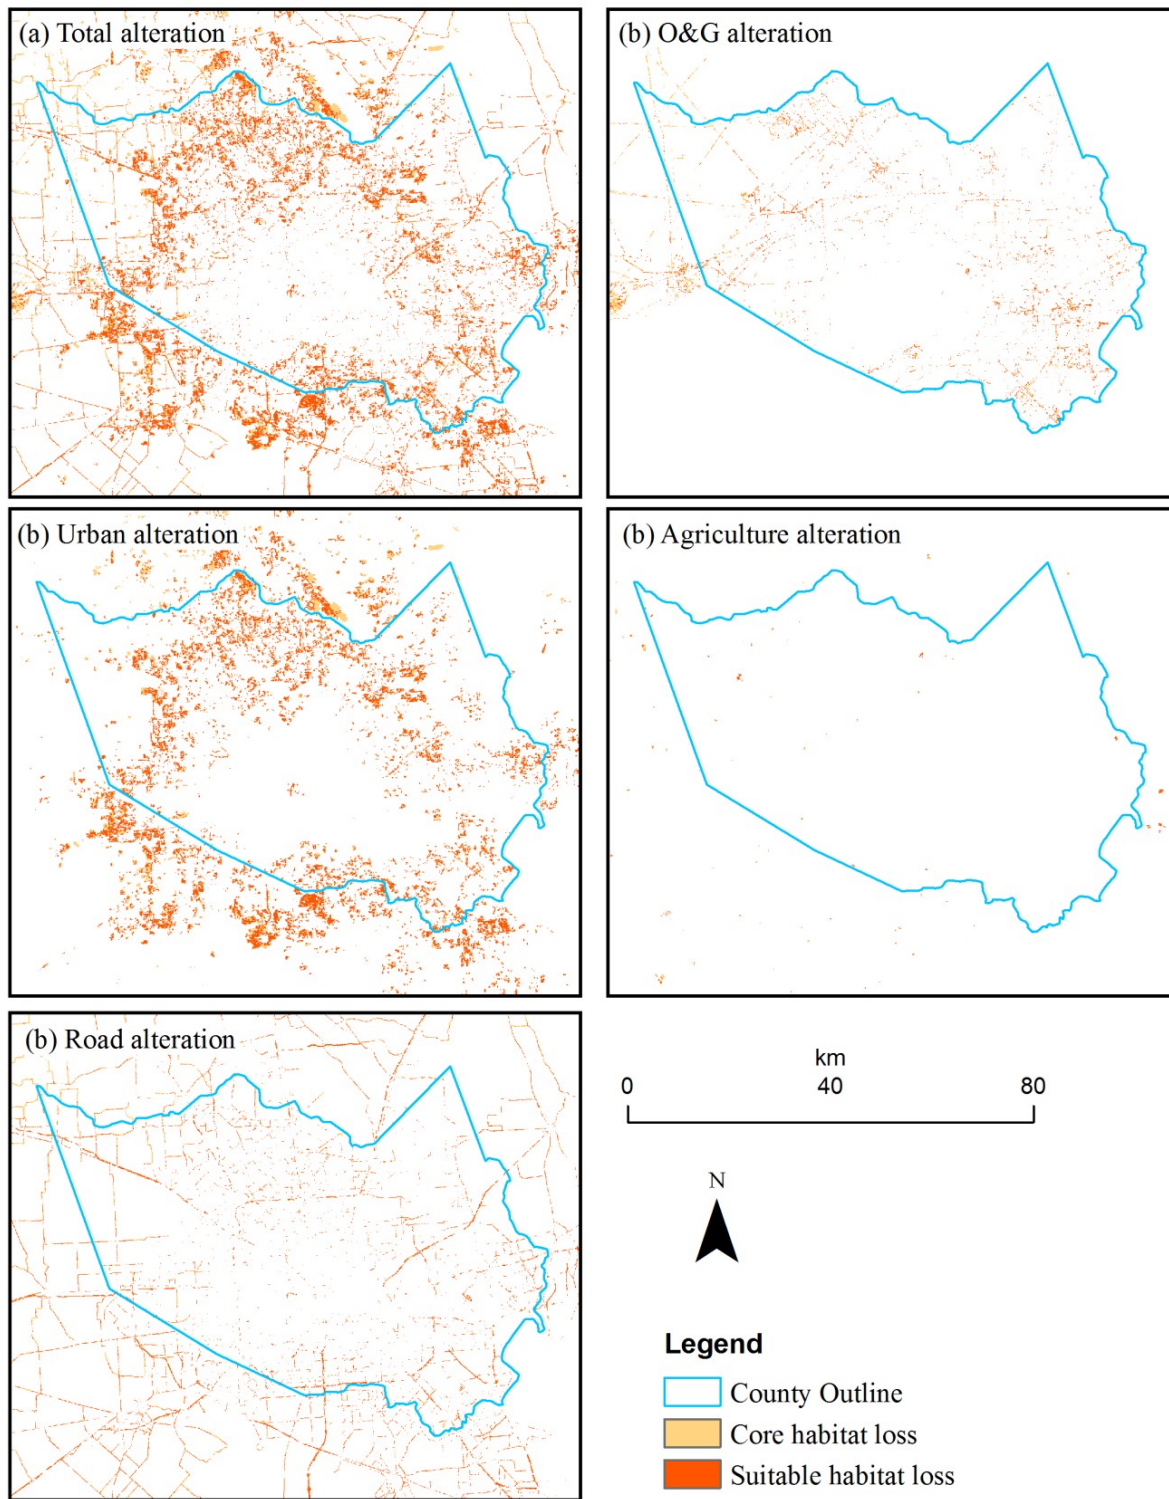 (a) Total alteration
(b) O&G alteration
(b) Urban alteration
(b) Agriculture alteration
(b) Road alteration
km
0 40 80
N
Legend
County Outline
Core habitat loss
Suitable habitat loss